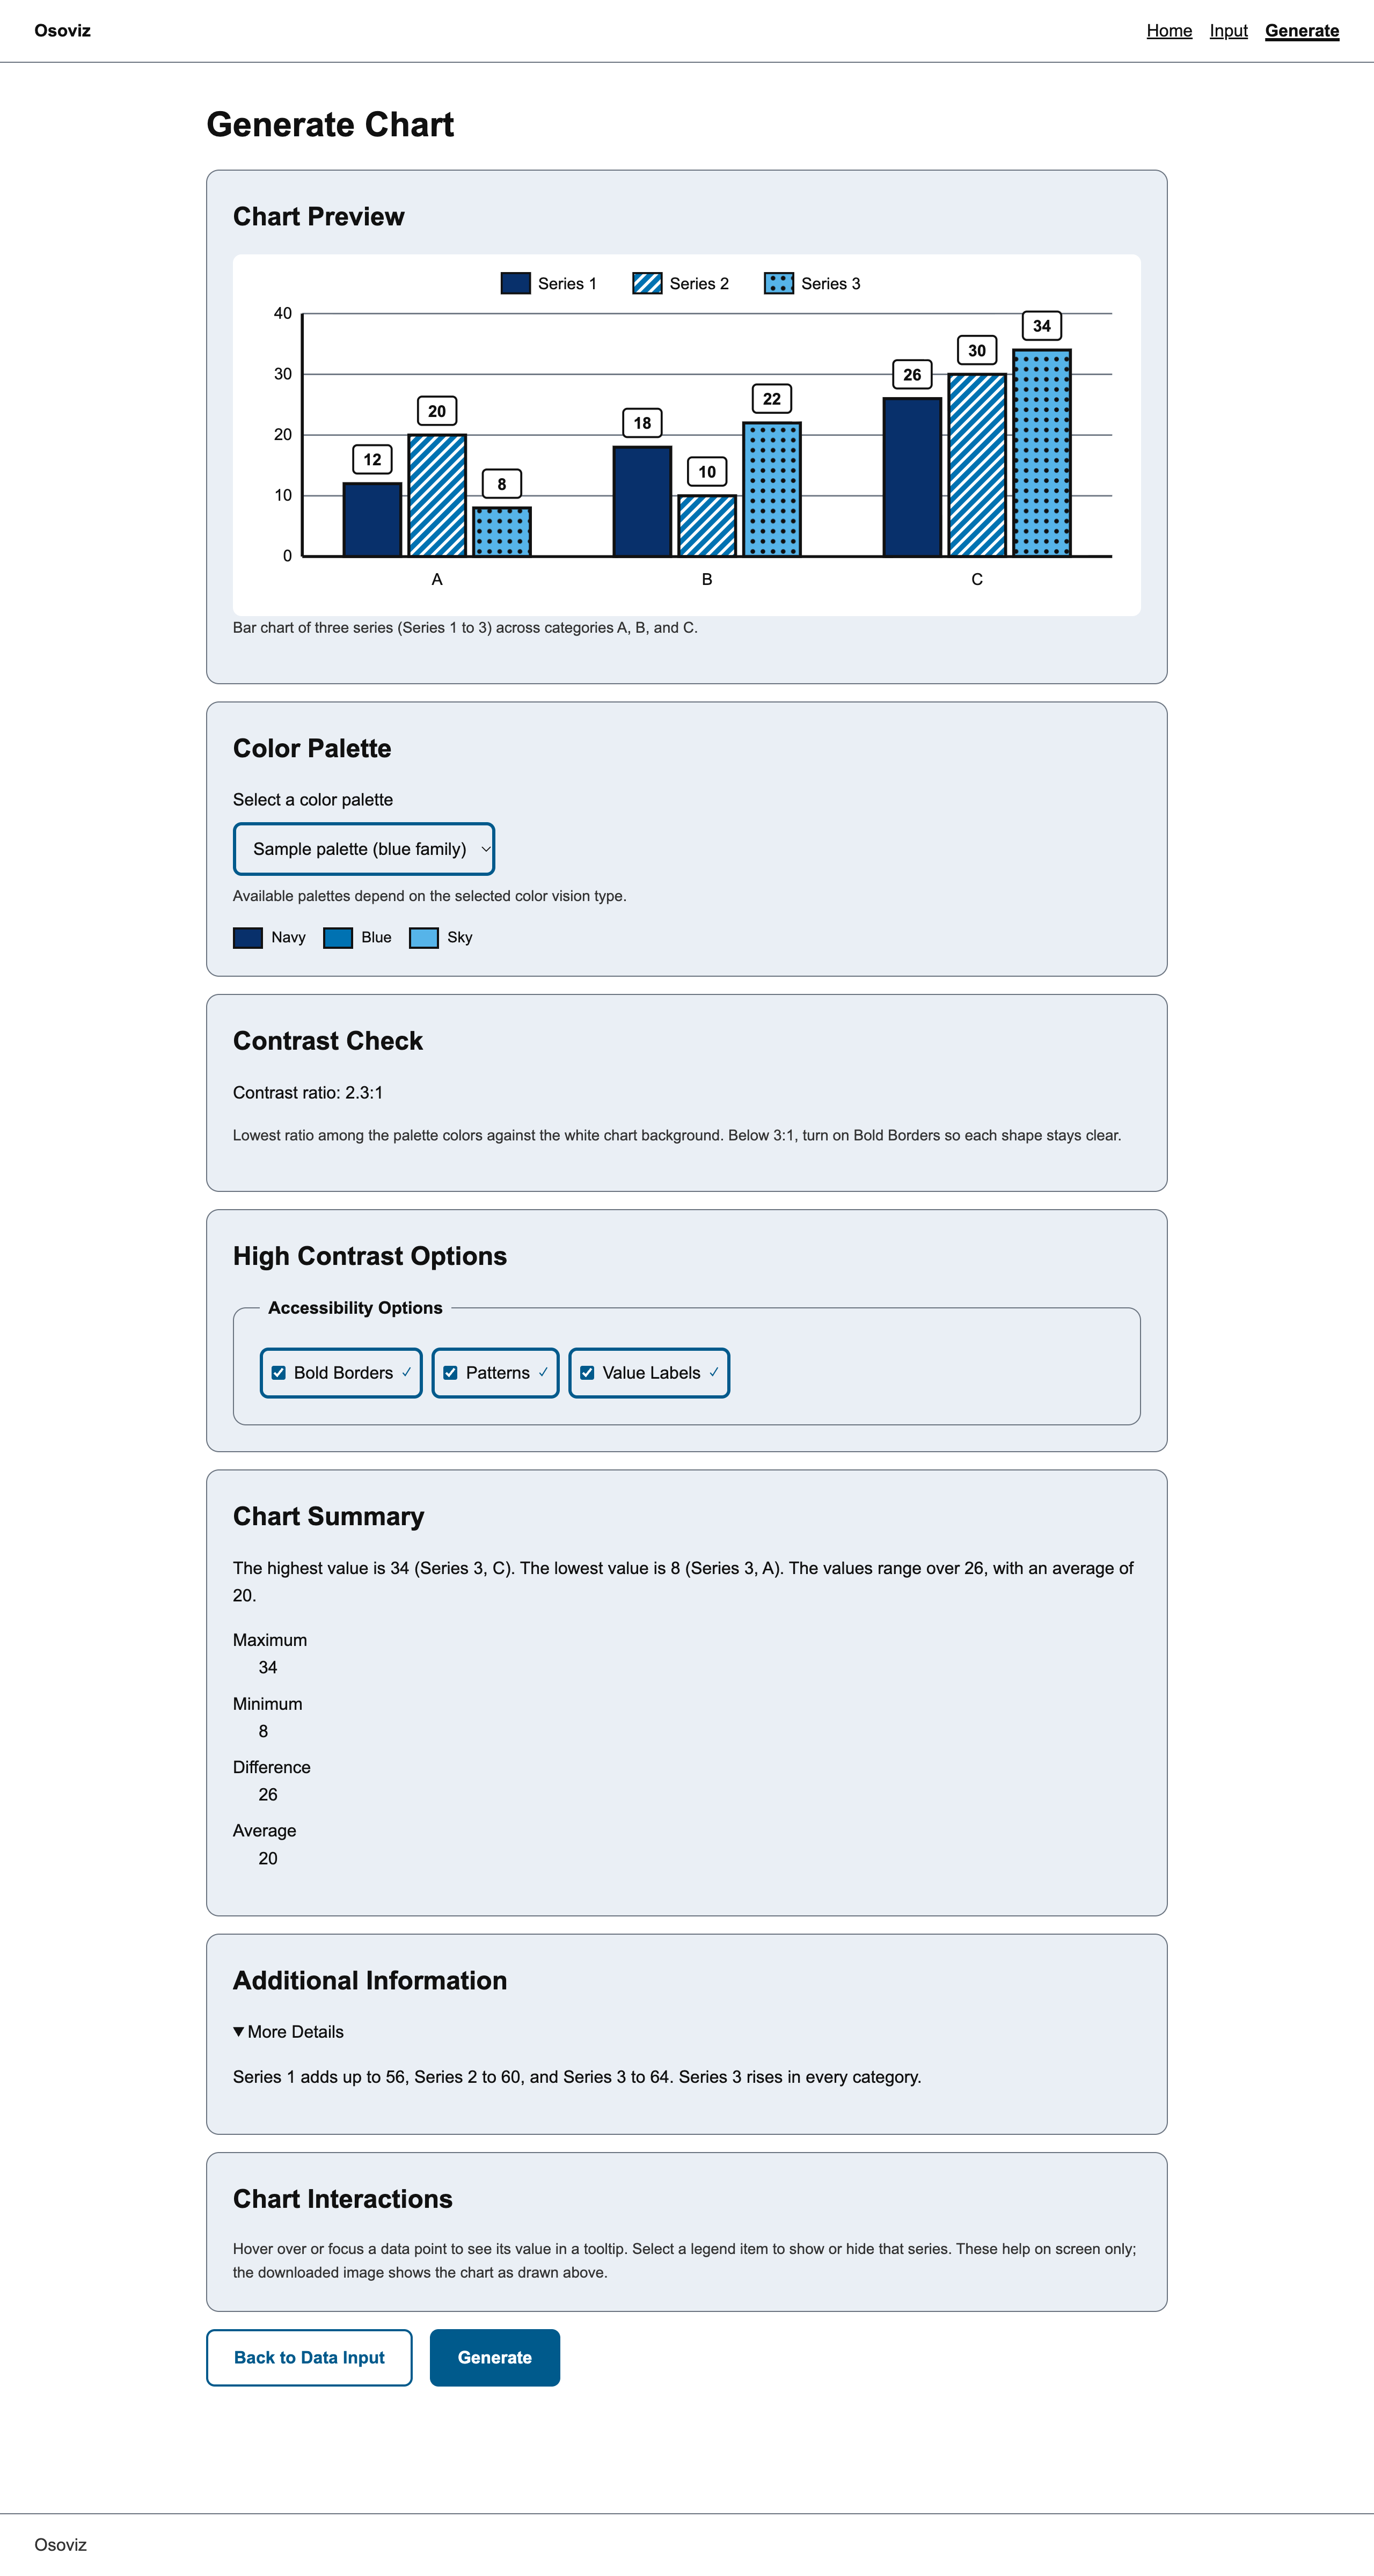 Osoviz
Home Input Generate
Generate Chart
Chart Preview
Series 1 Series 2 Series 3
40
30
20
10
0
12 20 8
18 10 22
26 30 34
A B C
Bar chart of three series (Series 1 to 3) across categories A, B, and C.
Color Palette
Select a color palette
Sample palette (blue family)
Available palettes depend on the selected color vision type.
Navy Blue Sky
Contrast Check
Contrast ratio: 2.3:1
Lowest ratio among the palette colors against the white chart background. Below 3:1, turn on Bold Borders so each shape stays clear.
High Contrast Options
Accessibility Options
Bold Borders ✓ Patterns ✓ Value Labels ✓
Chart Summary
The highest value is 34 (Series 3, C). The lowest value is 8 (Series 3, A). The values range over 26, with an average of
20.
Maximum
34
Minimum
8
Difference
26
Average
20
Additional Information
▼ More Details
Series 1 adds up to 56, Series 2 to 60, and Series 3 to 64. Series 3 rises in every category.
Chart Interactions
Hover over or focus a data point to see its value in a tooltip. Select a legend item to show or hide that series. These help on screen only;
the downloaded image shows the chart as drawn above.
Back to Data Input Generate
Osoviz